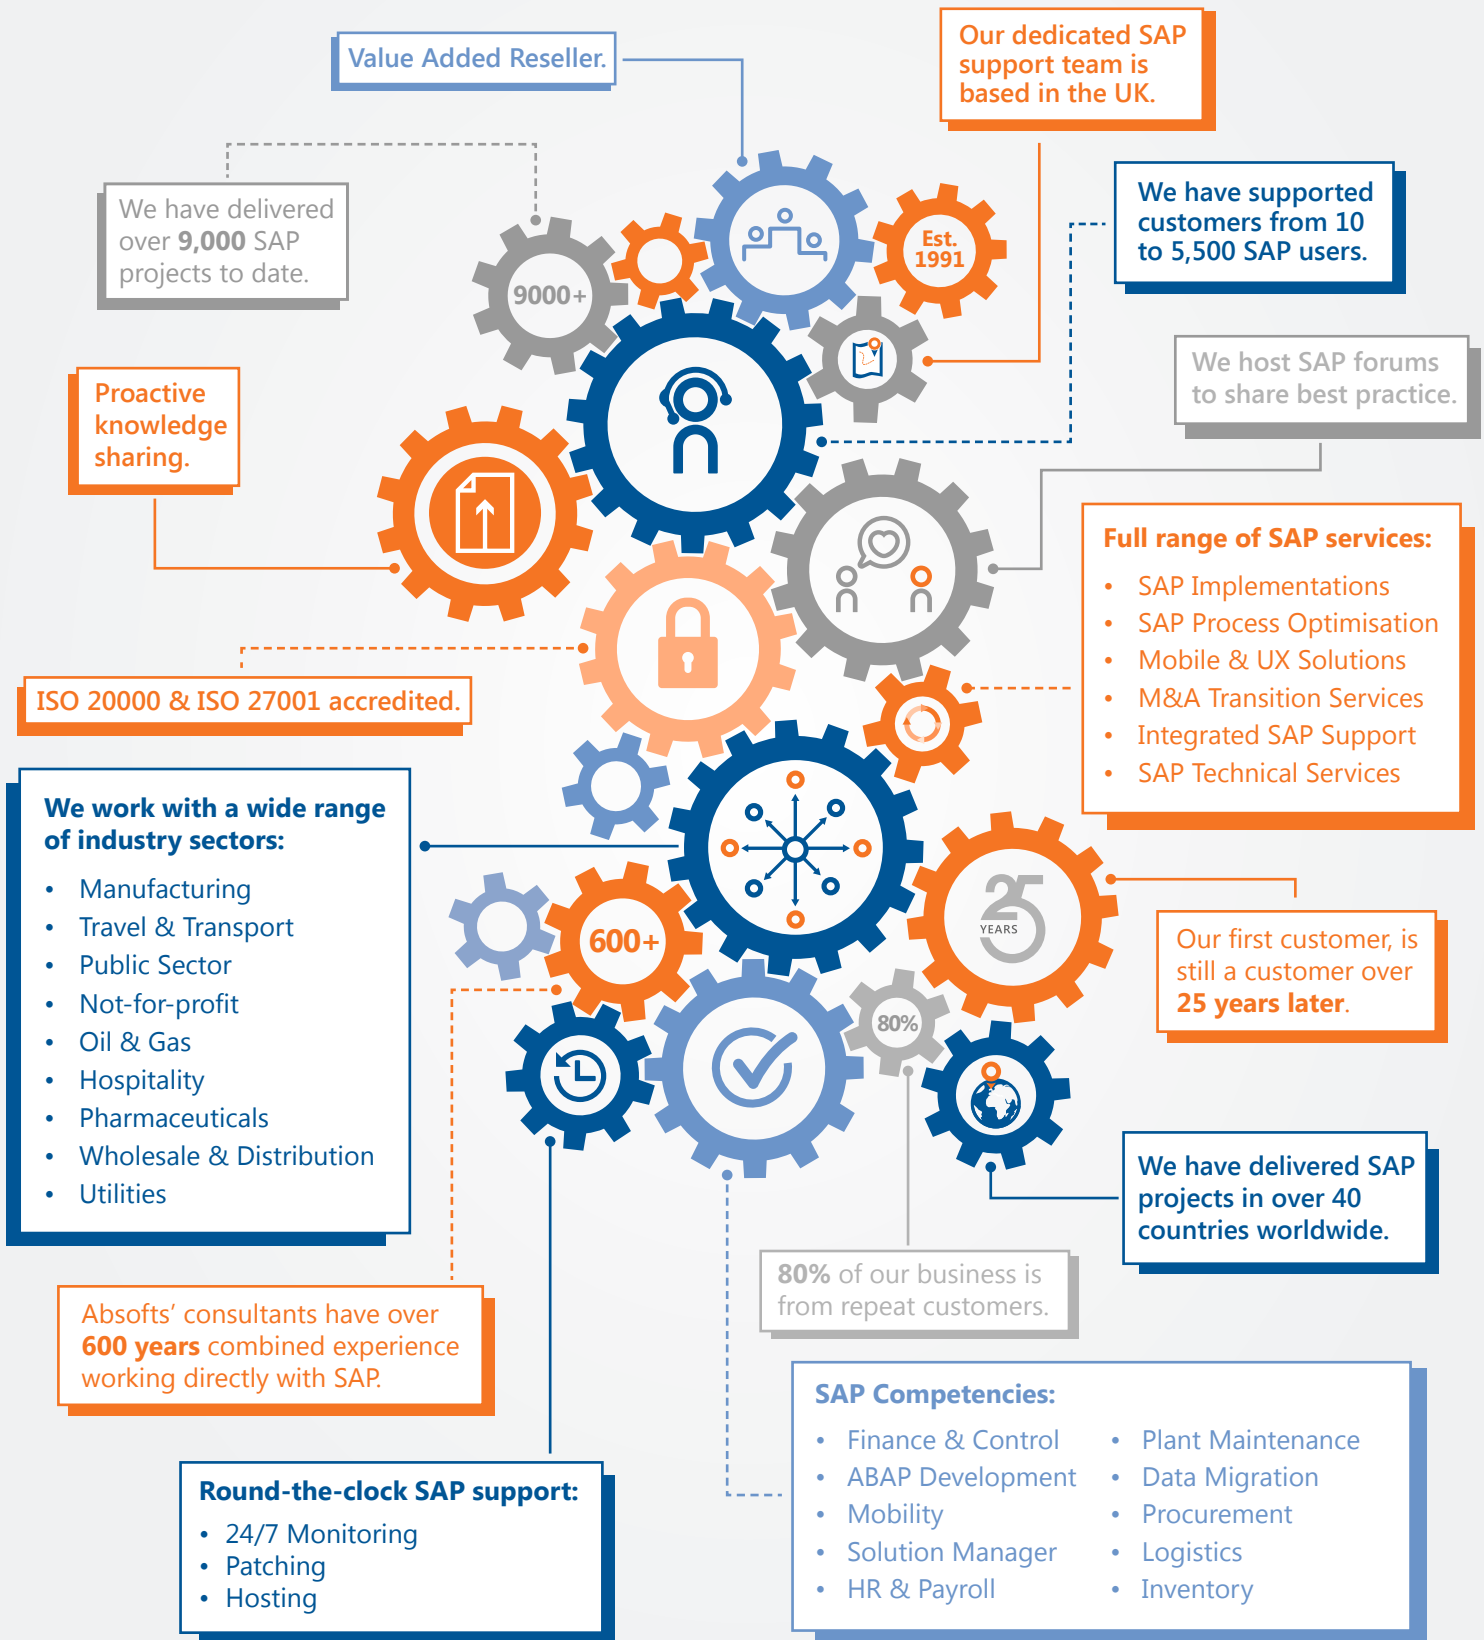 Value Added Reseller.
Our dedicated SAP
support team is
based in the UK.
We have delivered
over 9,000 SAP
projects to date.
We have supported
customers from 10
to 5,500 SAP users.
Est.
1991
9000+
We host SAP forums
to share best practice.
Proactive
knowledge
sharing.
Full range of SAP services:
• SAP Implementations
• SAP Process Optimisation
• Mobile & UX Solutions
• M&A Transition Services
• Integrated SAP Support
• SAP Technical Services
ISO 20000 & ISO 27001 accredited.
We work with a wide range
of industry sectors:
• Manufacturing
• Travel & Transport
• Public Sector
• Not-for-profit
• Oil & Gas
• Hospitality
• Pharmaceuticals
• Wholesale & Distribution
• Utilities
600+
25
YEARS
Our first customer, is
still a customer over
25 years later.
80%
We have delivered SAP
projects in over 40
countries worldwide.
80% of our business is
from repeat customers.
Absofts’ consultants have over
600 years combined experience
working directly with SAP.
SAP Competencies:
• Finance & Control
• ABAP Development
• Mobility
• Solution Manager
• HR & Payroll
• Plant Maintenance
• Data Migration
• Procurement
• Logistics
• Inventory
Round-the-clock SAP support:
• 24/7 Monitoring
• Patching
• Hosting